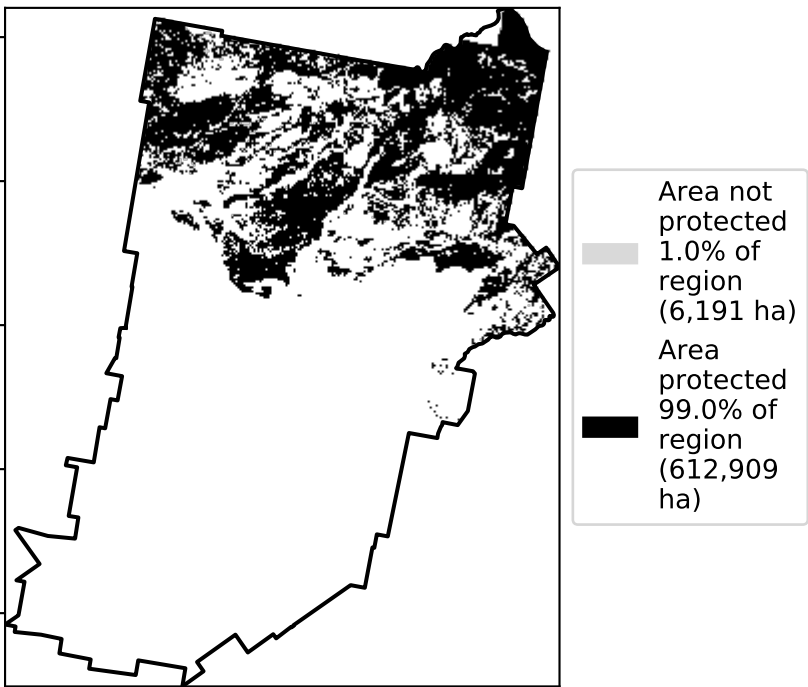 Area not
protected
1.0% of
region
(6,191 ha)
Area
protected
99.0% of
region
(612,909
ha)